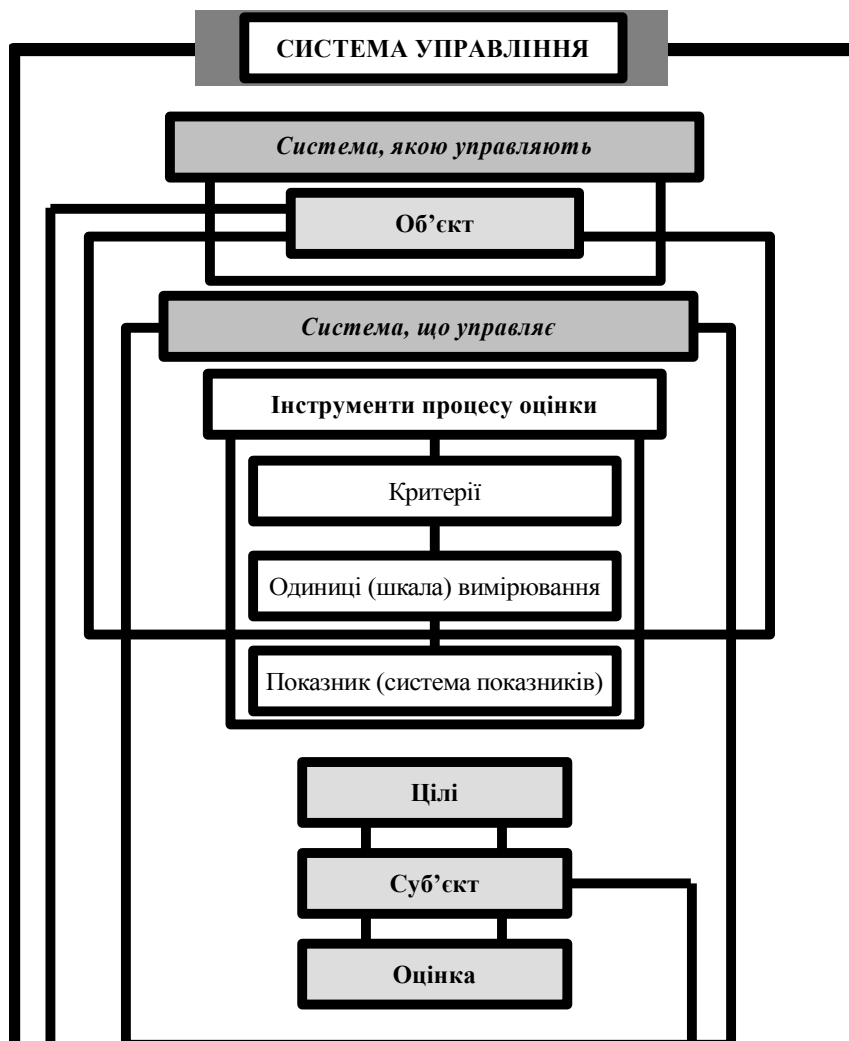 СИСТЕМА УПРАВЛІННЯ
Система, якою управляють
Об’єкт
Система, що управляє
Інструменти процесу оцінки
Критерії
Одиниці (шкала) вимірювання
Показник (система показників)
Цілі
Суб’єкт
Оцінка